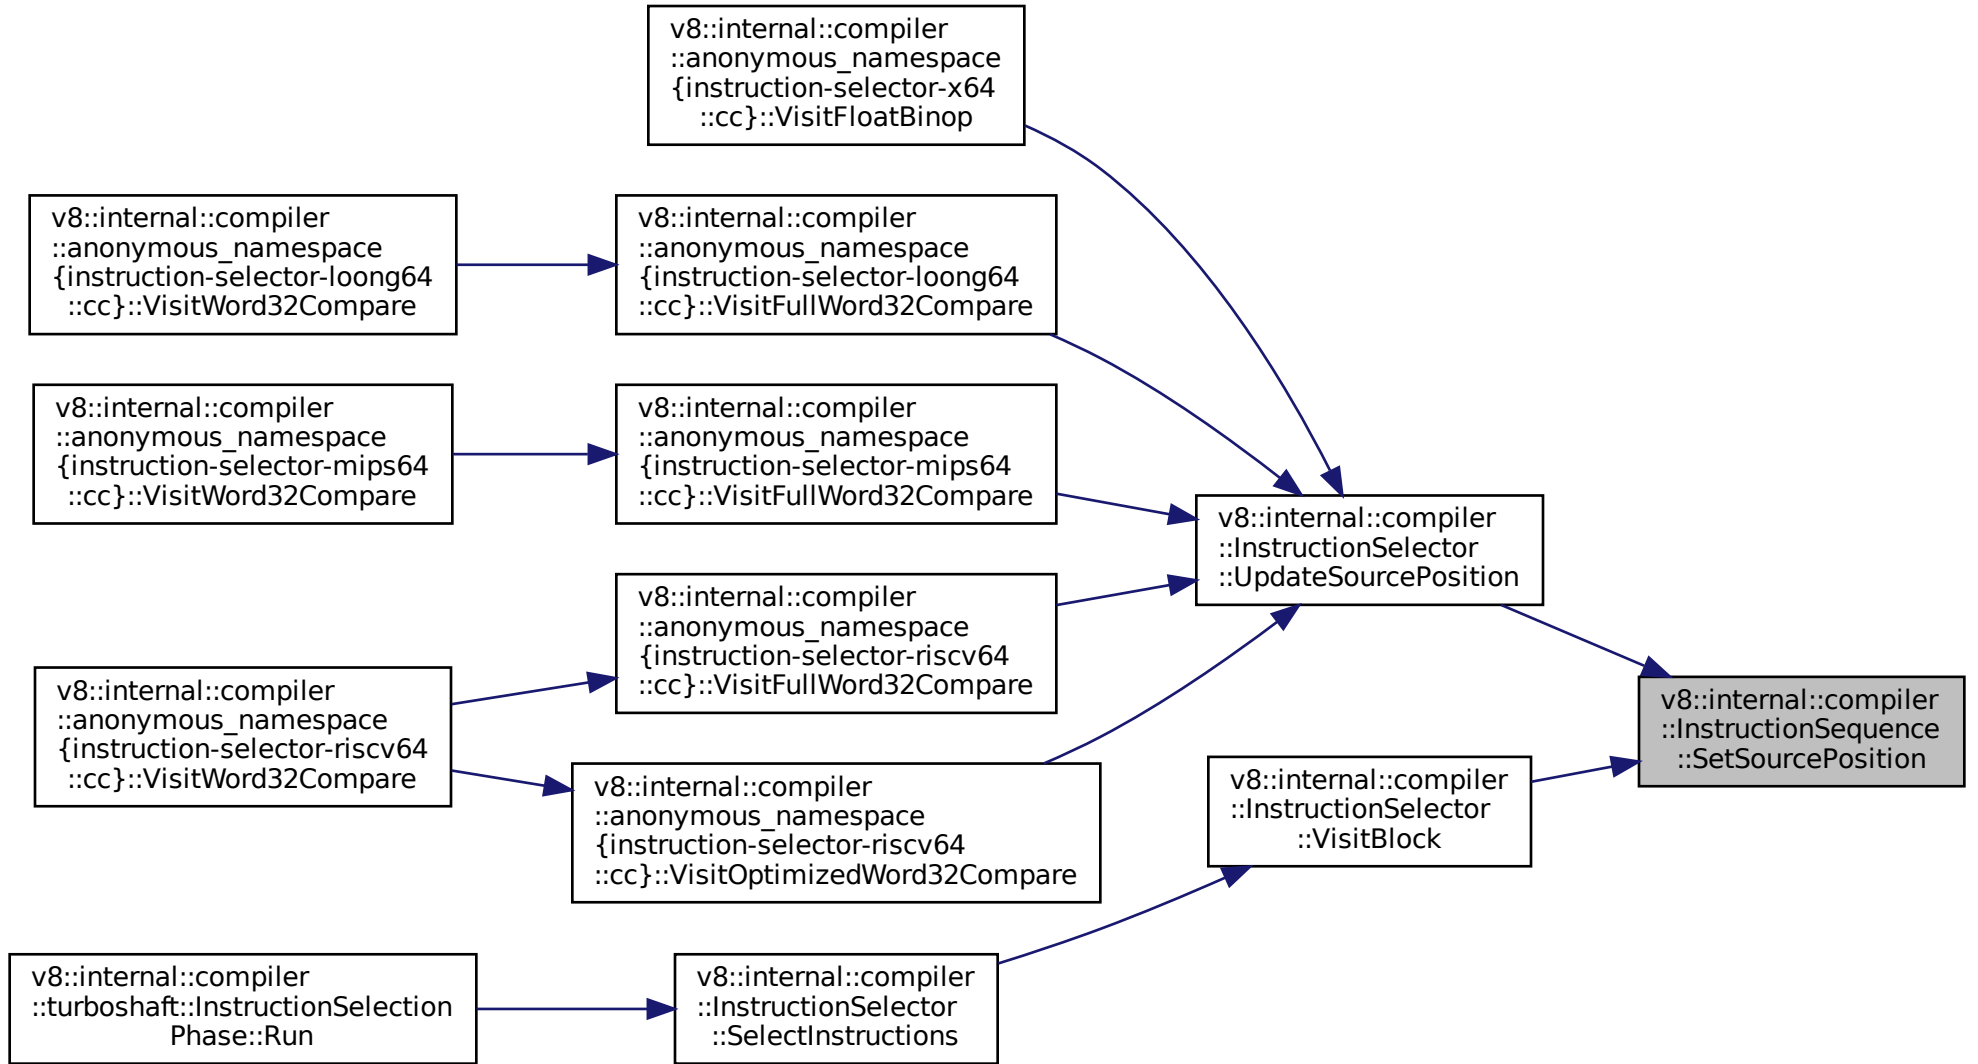 v8::internal::compiler
::anonymous_namespace
{instruction-selector-x64
::cc}::VisitFloatBinop
v8::internal::compiler
::anonymous_namespace
{instruction-selector-loong64
::cc}::VisitWord32Compare
v8::internal::compiler
::anonymous_namespace
{instruction-selector-loong64
::cc}::VisitFullWord32Compare
v8::internal::compiler
::anonymous_namespace
{instruction-selector-mips64
::cc}::VisitWord32Compare
v8::internal::compiler
::anonymous_namespace
{instruction-selector-mips64
::cc}::VisitFullWord32Compare
v8::internal::compiler
::InstructionSelector
::UpdateSourcePosition
v8::internal::compiler
::anonymous_namespace
{instruction-selector-riscv64
::cc}::VisitFullWord32Compare
v8::internal::compiler
::anonymous_namespace
{instruction-selector-riscv64
::cc}::VisitWord32Compare
v8::internal::compiler
::InstructionSequence
::SetSourcePosition
v8::internal::compiler
::anonymous_namespace
{instruction-selector-riscv64
::cc}::VisitOptimizedWord32Compare
v8::internal::compiler
::InstructionSelector
::VisitBlock
v8::internal::compiler
::turboshaft::InstructionSelection
Phase::Run
v8::internal::compiler
::InstructionSelector
::SelectInstructions